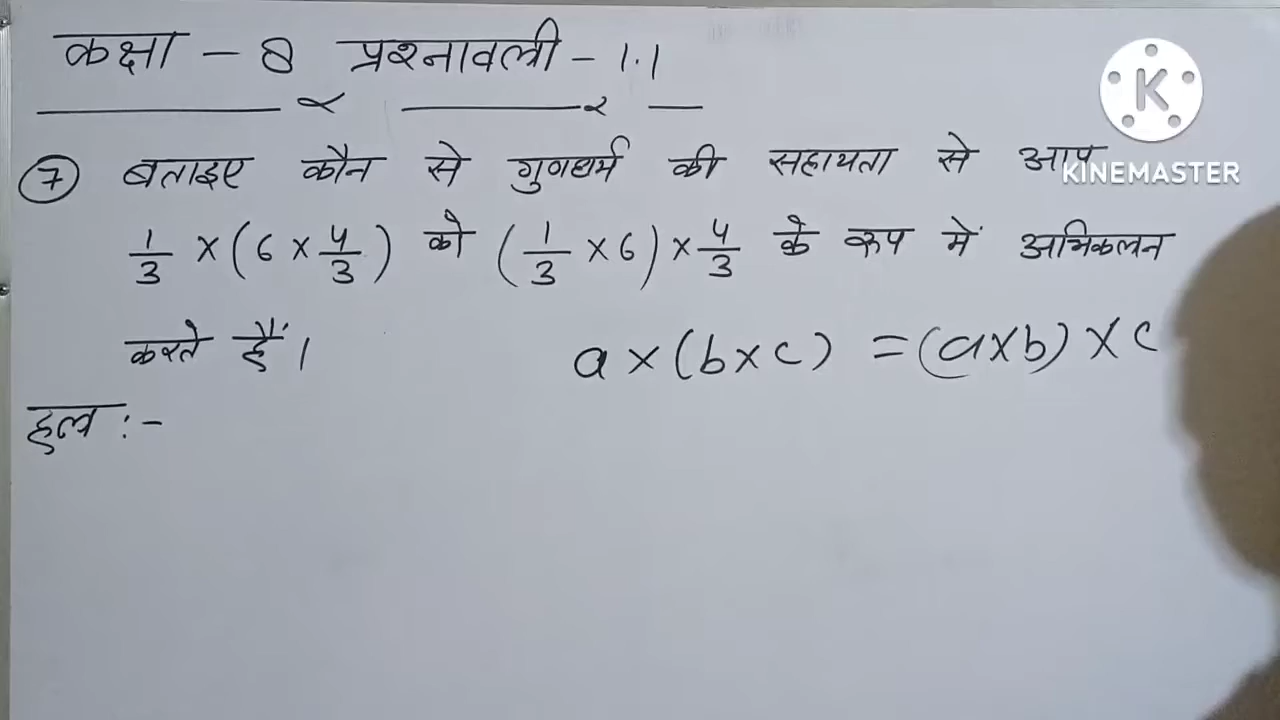 कक्षा - 8 प्रश्नावली - 1.1
K
KINEMASTER
7 बताइए कौन से गुणधर्म की सहायता से आप
1/3 × (6 × 4/3) को (1/3 × 6) × 4/3 के रूप में अभिकलन
करते हैं।
a × (b × c) = (a × b) × c
हल :-